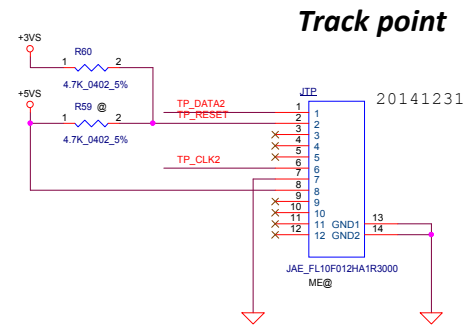 Track point
+3VS
R60
1 2
4.7K_0402_5%
+5VS
R59 @
1 2
4.7K_0402_5%
TP_DATA2
TP_RESET
TP_CLK2
JTP
20141231
1 1
2 2
3 3
4 4
5 5
6 6
7 7
8 8
9 9
10 10
11 11 GND1 13
12 12 GND2 14
JAE_FL10F012HA1R3000
ME@